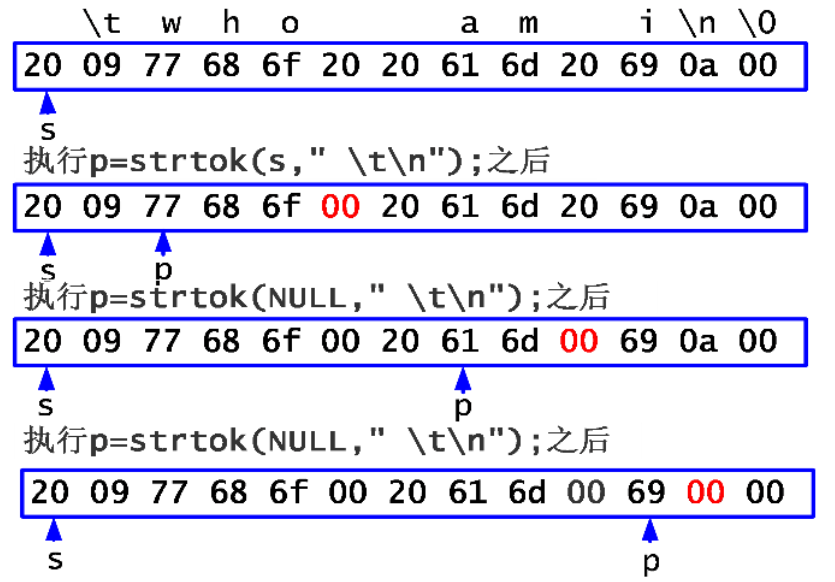 \t w h o a m i \n \0
20 09 77 68 6f 20 20 61 6d 20 69 0a 00
s
执行p=strtok(s," \t\n");之后
20 09 77 68 6f 00 20 61 6d 20 69 0a 00
s p
执行p=strtok(NULL," \t\n");之后
20 09 77 68 6f 00 20 61 6d 00 69 0a 00
s p
执行p=strtok(NULL," \t\n");之后
20 09 77 68 6f 00 20 61 6d 00 69 00 00
s p